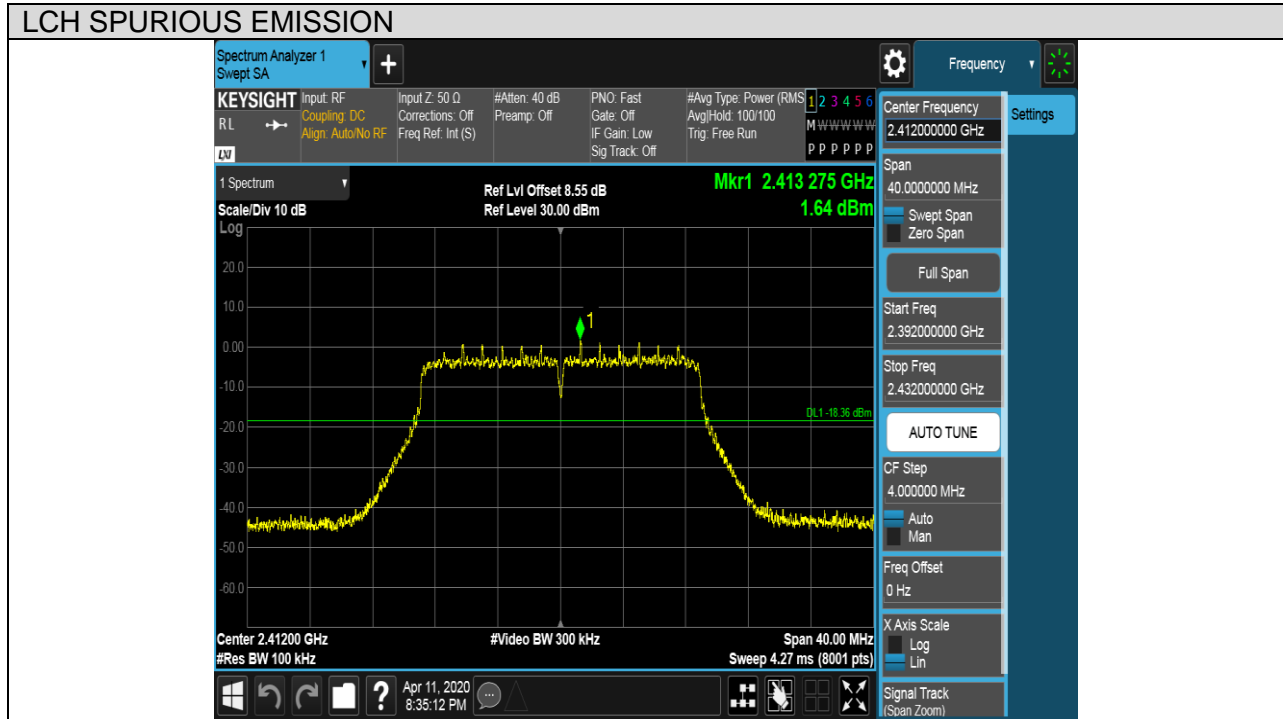 LCH SPURIOUS EMISSION
Spectrum Analyzer 1
Swept SA
+
Frequency
KEYSIGHT
RL
LXI
Input: RF
Coupling: DC
Align: Auto/No RF
Input Z: 50 Ω
Corrections: Off
Freq Ref: Int (S)
#Atten: 40 dB
Preamp: Off
PNO: Fast
Gate: Off
IF Gain: Low
Sig Track: Off
#Avg Type: Power (RMS
Avg|Hold: 100/100
Trig: Free Run
1 2 3 4 5 6
M W W W W W
P P P P P P
1 Spectrum
Scale/Div 10 dB
Log
Ref Lvl Offset 8.55 dB
Ref Level 30.00 dBm
Mkr1 2.413 275 GHz
1.64 dBm
20.0
10.0
1
0.00
-10.0
DL1 -18.36 dBm
-20.0
-30.0
-40.0
-50.0
-60.0
Center 2.41200 GHz
#Res BW 100 kHz
#Video BW 300 kHz
Span 40.00 MHz
Sweep 4.27 ms (8001 pts)
Center Frequency
2.412000000 GHz
Settings
Span
40.0000000 MHz
Swept Span
Zero Span
Full Span
Start Freq
2.392000000 GHz
Stop Freq
2.432000000 GHz
AUTO TUNE
CF Step
4.000000 MHz
Auto
Man
Freq Offset
0 Hz
X Axis Scale
Log
Lin
Signal Track
(Span Zoom)
?
Apr 11, 2020
8:35:12 PM